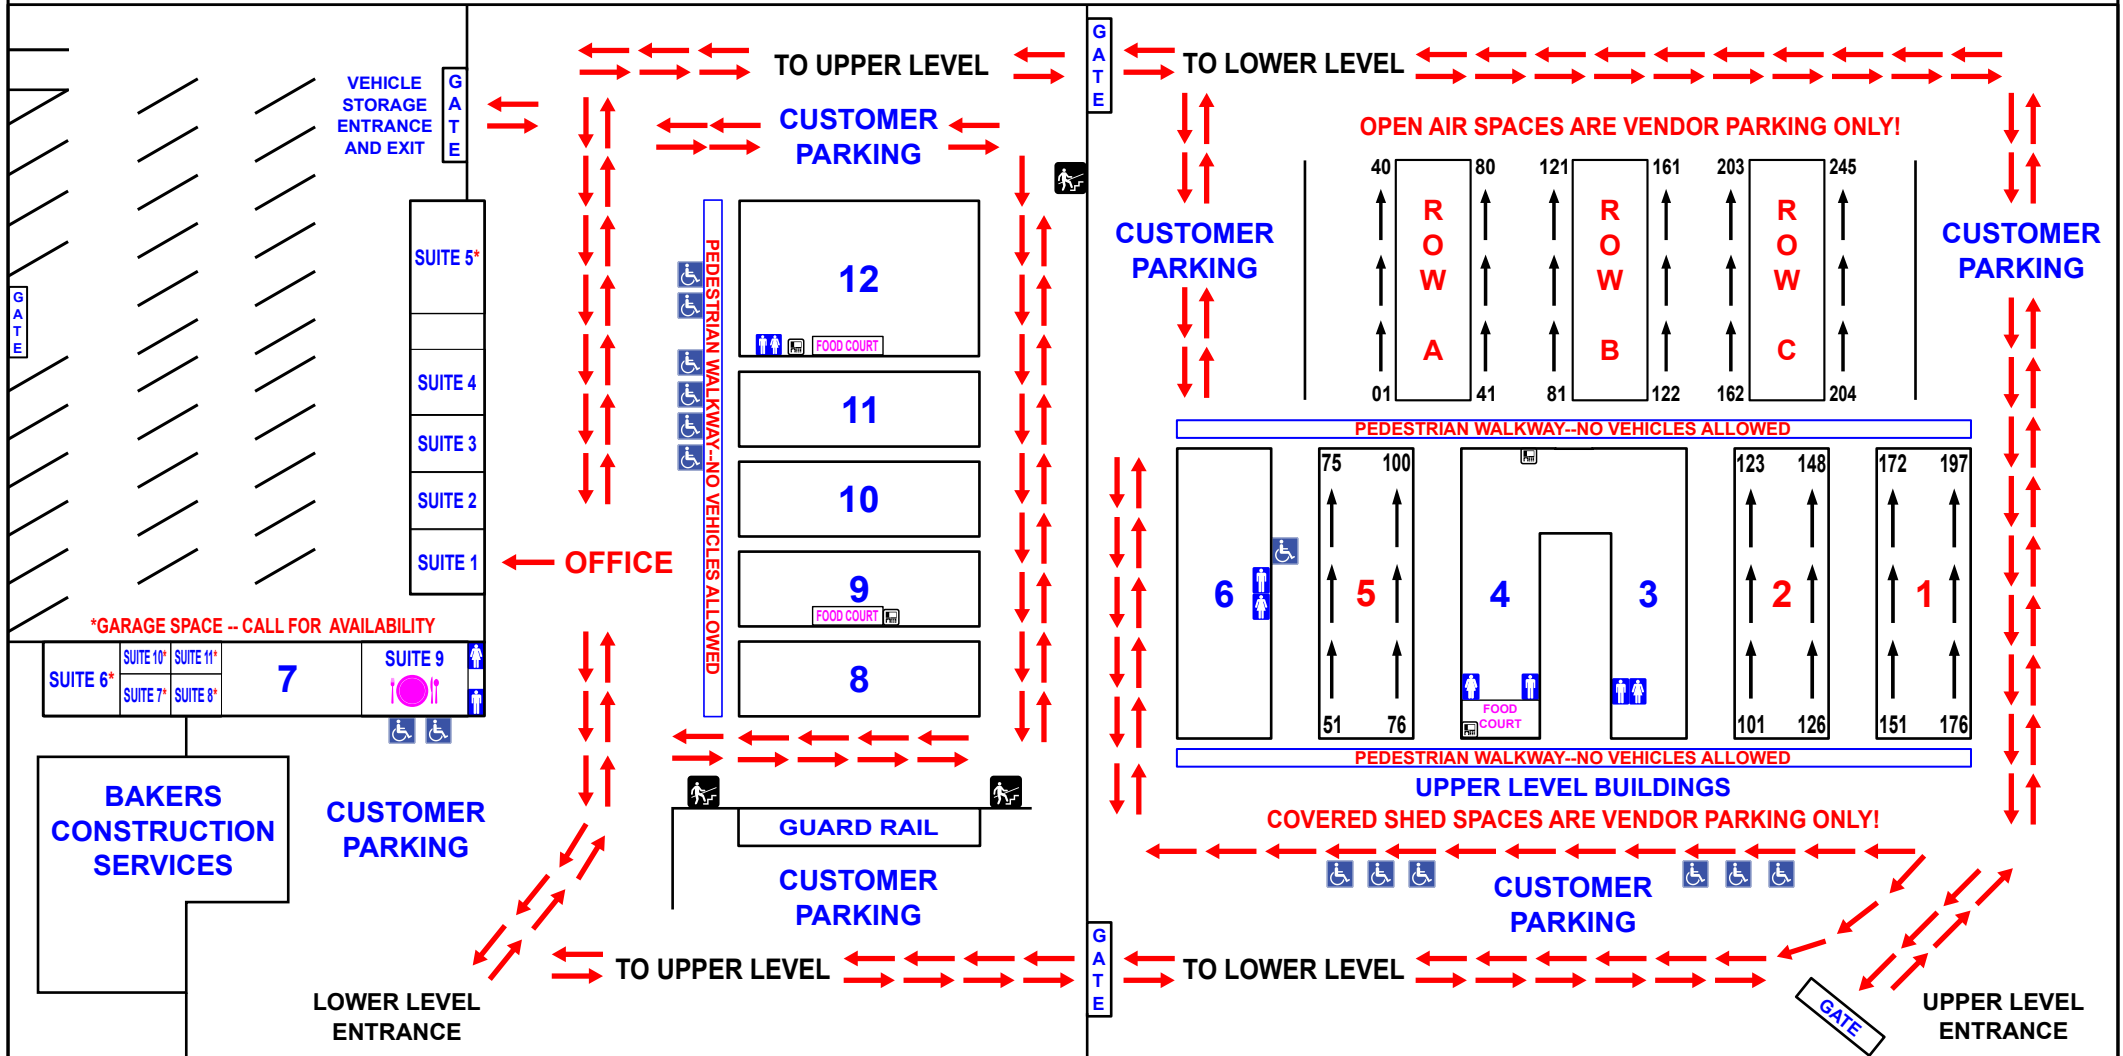 VEHICLE
STORAGE
ENTRANCE
AND EXIT
GATE
GATE
SUITE 5*
SUITE 4
SUITE 3
SUITE 2
SUITE 1
OFFICE
*GARAGE SPACE -- CALL FOR AVAILABILITY
SUITE 6*
SUITE 10*
SUITE 11*
SUITE 7*
SUITE 8*
7
SUITE 9
BAKERS
CONSTRUCTION
SERVICES
CUSTOMER
PARKING
LOWER LEVEL
ENTRANCE
TO UPPER LEVEL
CUSTOMER
PARKING
PEDESTRIAN WALKWAY--NO VEHICLES ALLOWED
12
FOOD COURT
11
10
9
FOOD COURT
8
GUARD RAIL
CUSTOMER
PARKING
TO UPPER LEVEL
GATE
TO LOWER LEVEL
OPEN AIR SPACES ARE VENDOR PARKING ONLY!
CUSTOMER
PARKING
40
80
121
161
203
245
ROW A
ROW B
ROW C
01
41
81
122
162
204
CUSTOMER
PARKING
PEDESTRIAN WALKWAY--NO VEHICLES ALLOWED
75
100
123
148
172
197
6
5
4
3
2
1
FOOD
COURT
51
76
101
126
151
176
PEDESTRIAN WALKWAY--NO VEHICLES ALLOWED
UPPER LEVEL BUILDINGS
COVERED SHED SPACES ARE VENDOR PARKING ONLY!
CUSTOMER
PARKING
GATE
TO LOWER LEVEL
GATE
UPPER LEVEL
ENTRANCE